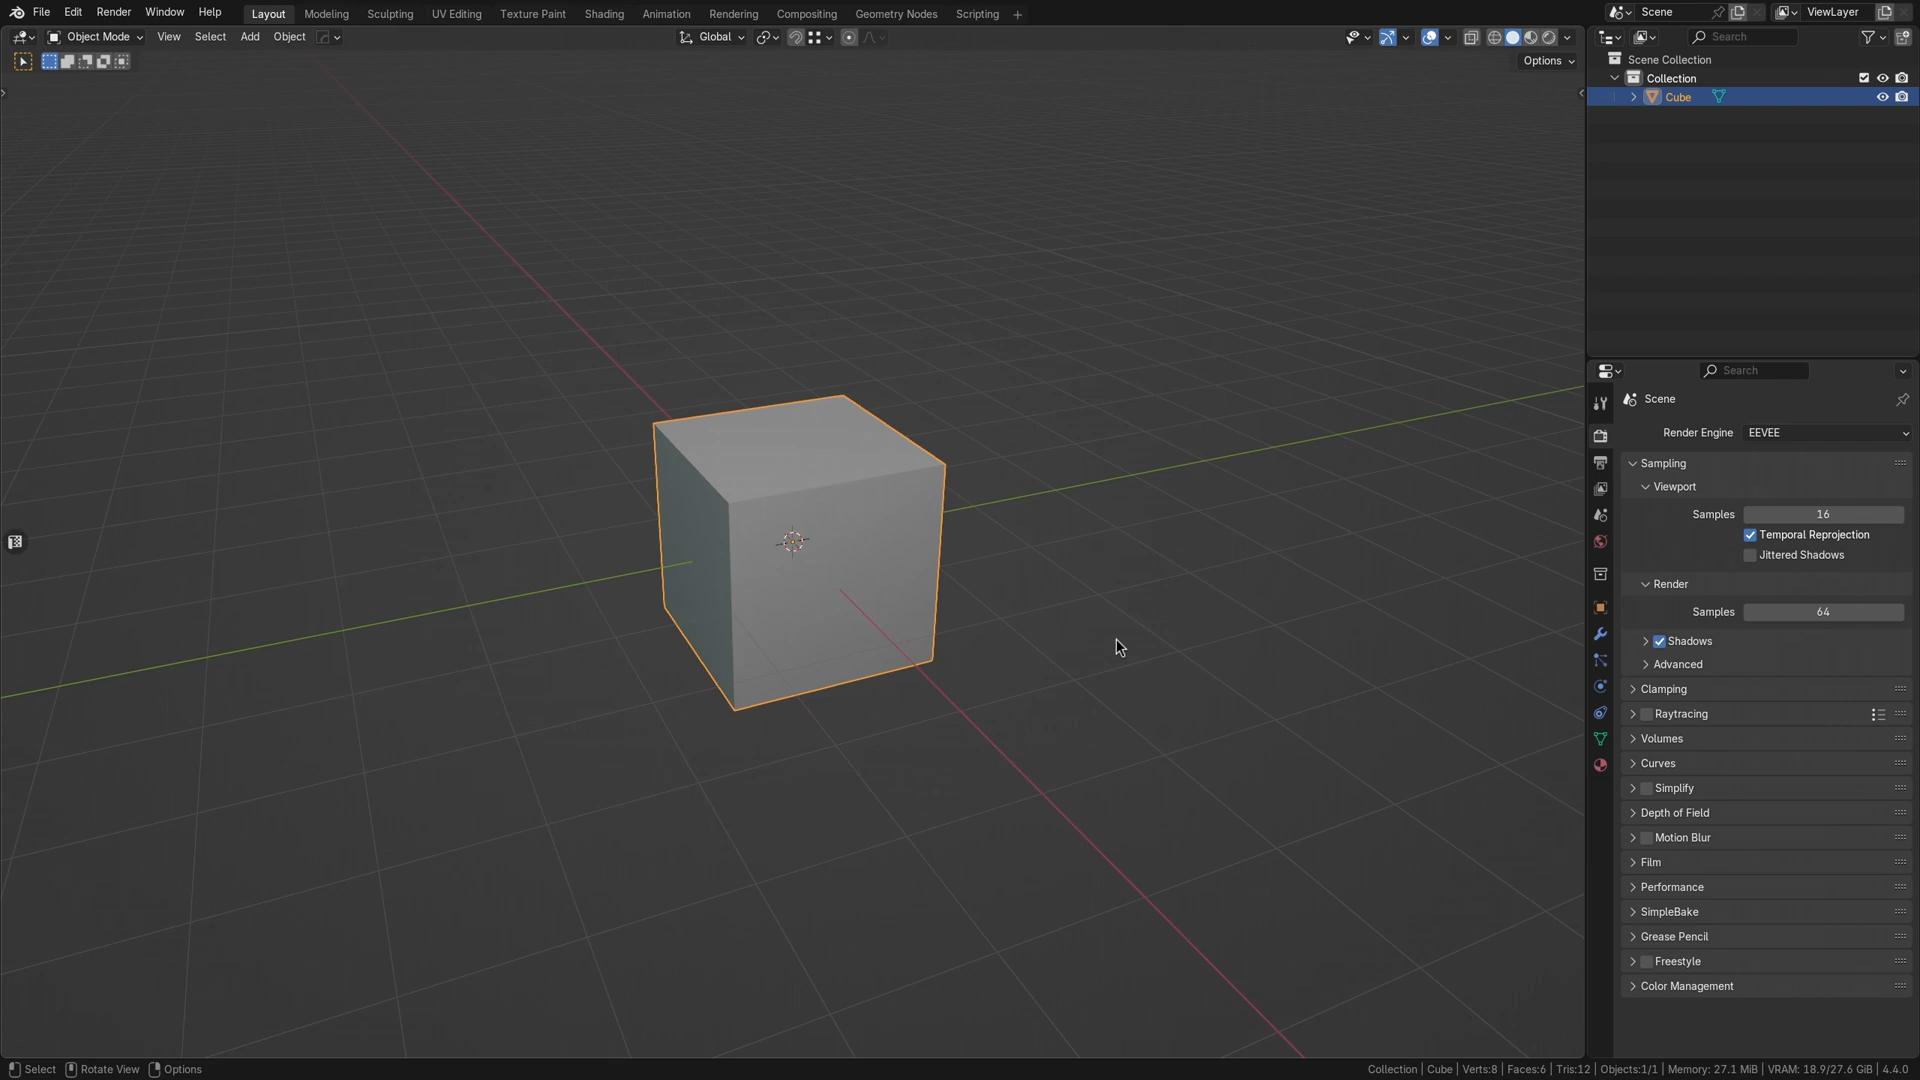 File Edit Render Window Help Layout Modeling Sculpting UV Editing Texture Paint Shading Animation Rendering Compositing Geometry Nodes Scripting + Scene ViewLayer
Object Mode View Select Add Object Global Search
Options
Scene Collection
Collection
Cube
Search
Scene
Render Engine EEVEE
Sampling
Viewport
Samples 16
Temporal Reprojection
Jittered Shadows
Render
Samples 64
Shadows
Advanced
Clamping
Raytracing
Volumes
Curves
Simplify
Depth of Field
Motion Blur
Film
Performance
SimpleBake
Grease Pencil
Freestyle
Color Management
Select Rotate View Options Collection | Cube | Verts:8 | Faces:6 | Tris:12 | Objects:1/1 | Memory: 27.1 MiB | VRAM: 18.9/27.6 GiB | 4.4.0